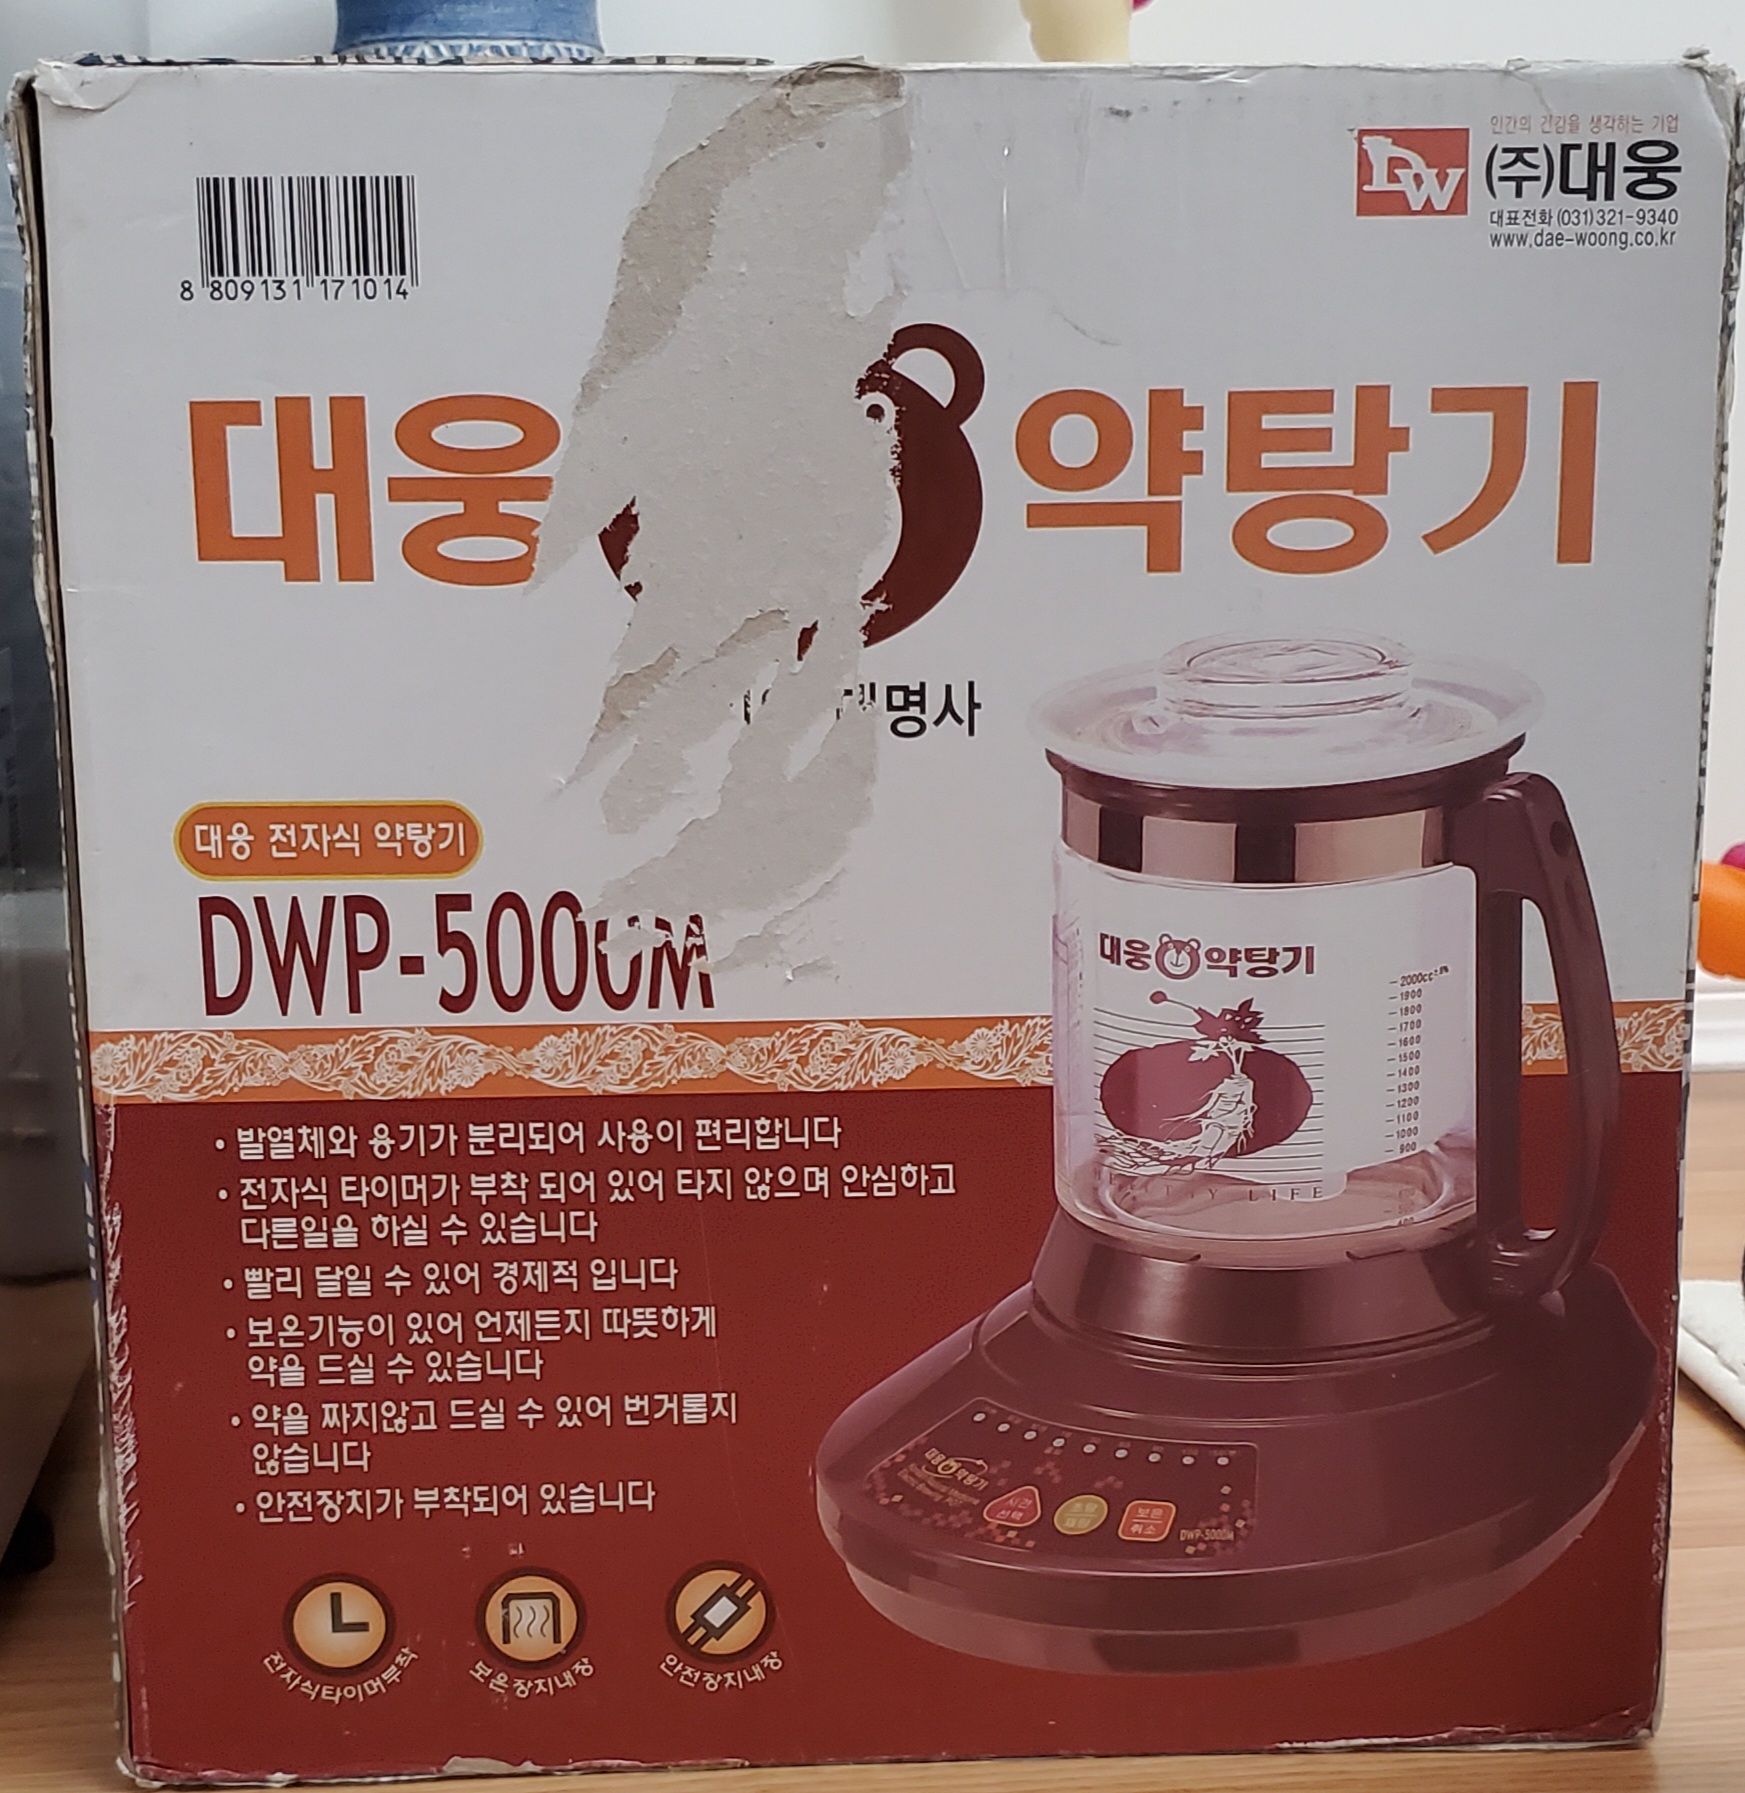 인간의 건강을 생각하는 기업
DW
(주)대웅
대표전화 (031)321-9340
www.dae-woong.co.kr
8 809131 171014
대웅 약탕기
명사
대웅 전자식 약탕기
DWP-5000M
대웅 약탕기
2000cc
1900
1800
1700
1600
1500
1400
1300
1200
1100
1000
900
HEALTHY LIFE
• 발열체와 용기가 분리되어 사용이 편리합니다
• 전자식 타이머가 부착 되어 있어 타지 않으며 안심하고
다른일을 하실 수 있습니다
• 빨리 달일 수 있어 경제적 입니다
• 보온기능이 있어 언제든지 따뜻하게
약을 드실 수 있습니다
• 약을 짜지않고 드실 수 있어 번거롭지
않습니다
• 안전장치가 부착되어 있습니다
대웅 약탕기
시간
선택
보온
취소
DWP-5000M
전자식타이머부착
보온장치내장
안전장치내장